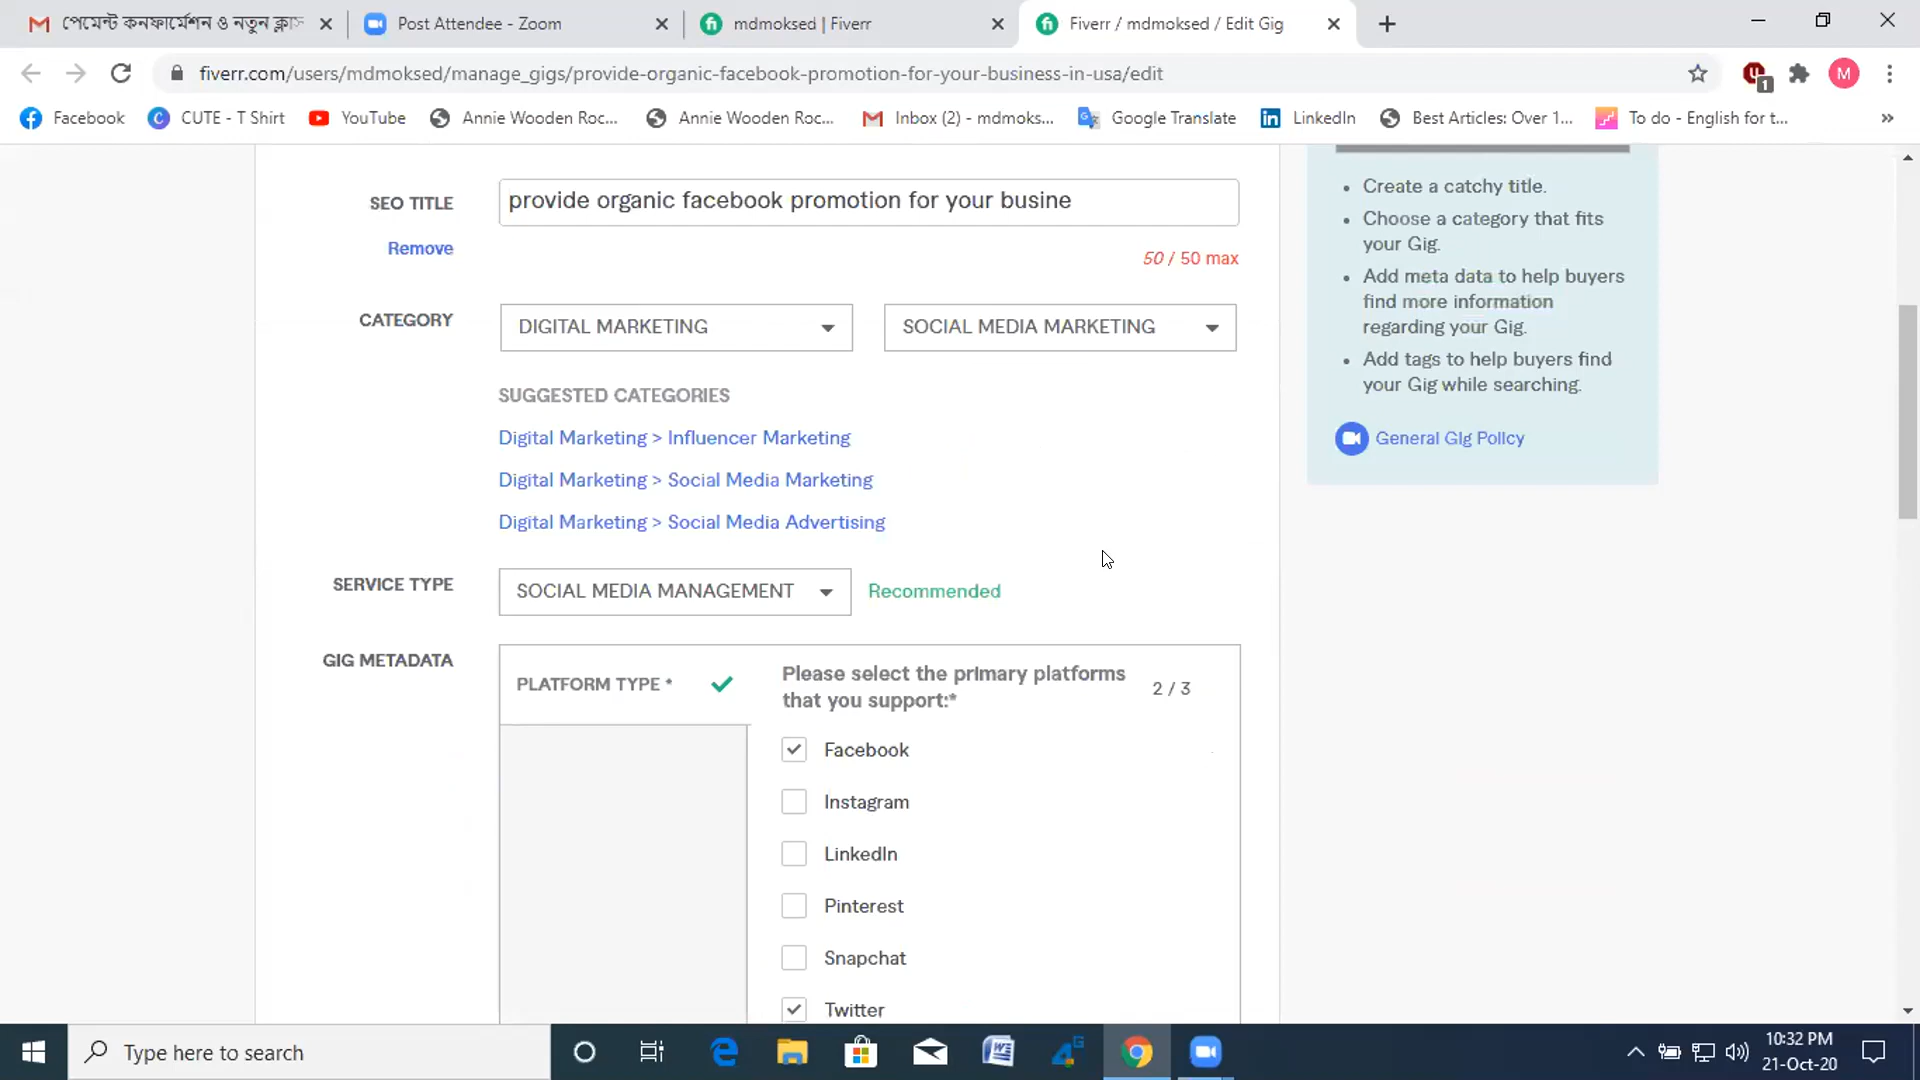 পেমেন্ট কনফার্মেশন ও নতুন ক্লাস
Post Attendee - Zoom
mdmoksed | Fiverr
Fiverr / mdmoksed / Edit Gig
fiverr.com/users/mdmoksed/manage_gigs/provide-organic-facebook-promotion-for-your-business-in-usa/edit
1
M
Facebook
CUTE - T Shirt
YouTube
Annie Wooden Roc...
Annie Wooden Roc...
Inbox (2) - mdmoks...
Google Translate
LinkedIn
Best Articles: Over 1...
To do - English for t...
»
SEO TITLE
provide organic facebook promotion for your busine
Remove
50 / 50 max
CATEGORY
DIGITAL MARKETING
SOCIAL MEDIA MARKETING
SUGGESTED CATEGORIES
Digital Marketing > Influencer Marketing
Digital Marketing > Social Media Marketing
Digital Marketing > Social Media Advertising
SERVICE TYPE
SOCIAL MEDIA MANAGEMENT
Recommended
GIG METADATA
PLATFORM TYPE *
Please select the primary platforms
that you support:*
2 / 3
Facebook
Instagram
LinkedIn
Pinterest
Snapchat
Twitter
• Create a catchy title.
• Choose a category that fits
your Gig.
• Add meta data to help buyers
find more information
regarding your Gig.
• Add tags to help buyers find
your Gig while searching.
General Gig Policy
Type here to search
10:32 PM
21-Oct-20